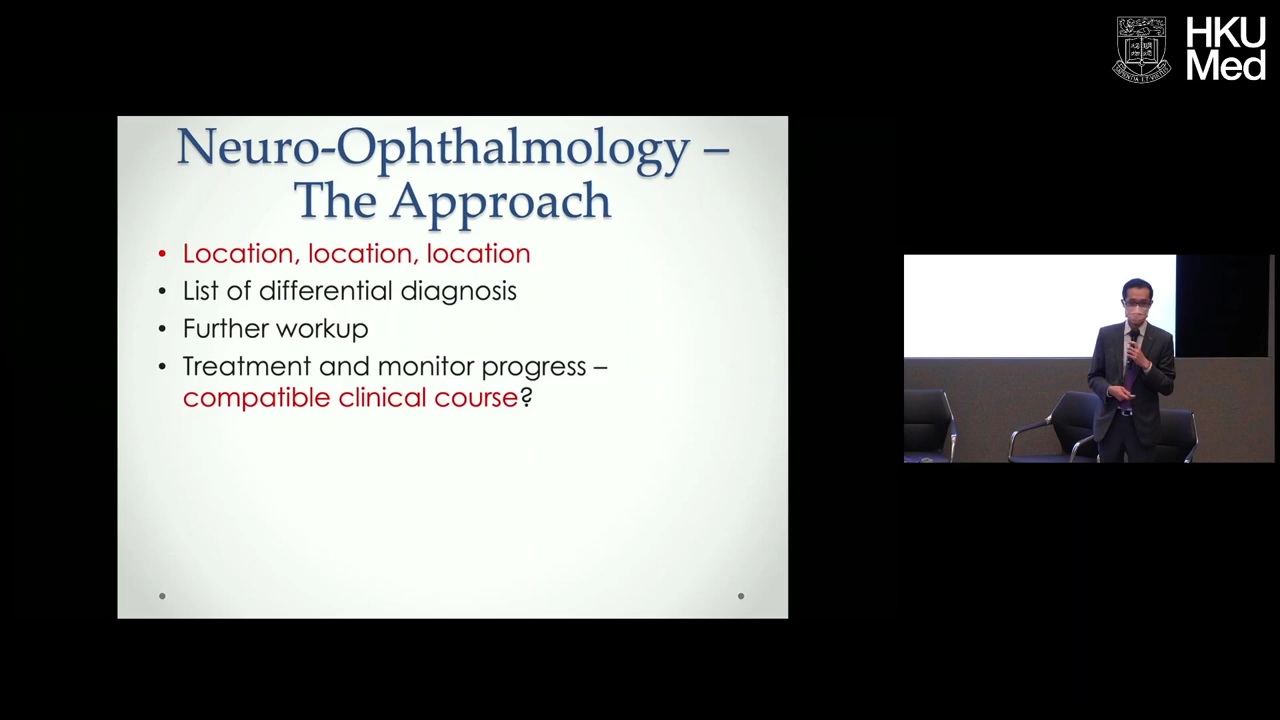 HKU
Med
Neuro-Ophthalmology –
The Approach
• Location, location, location
• List of differential diagnosis
• Further workup
• Treatment and monitor progress –
compatible clinical course?